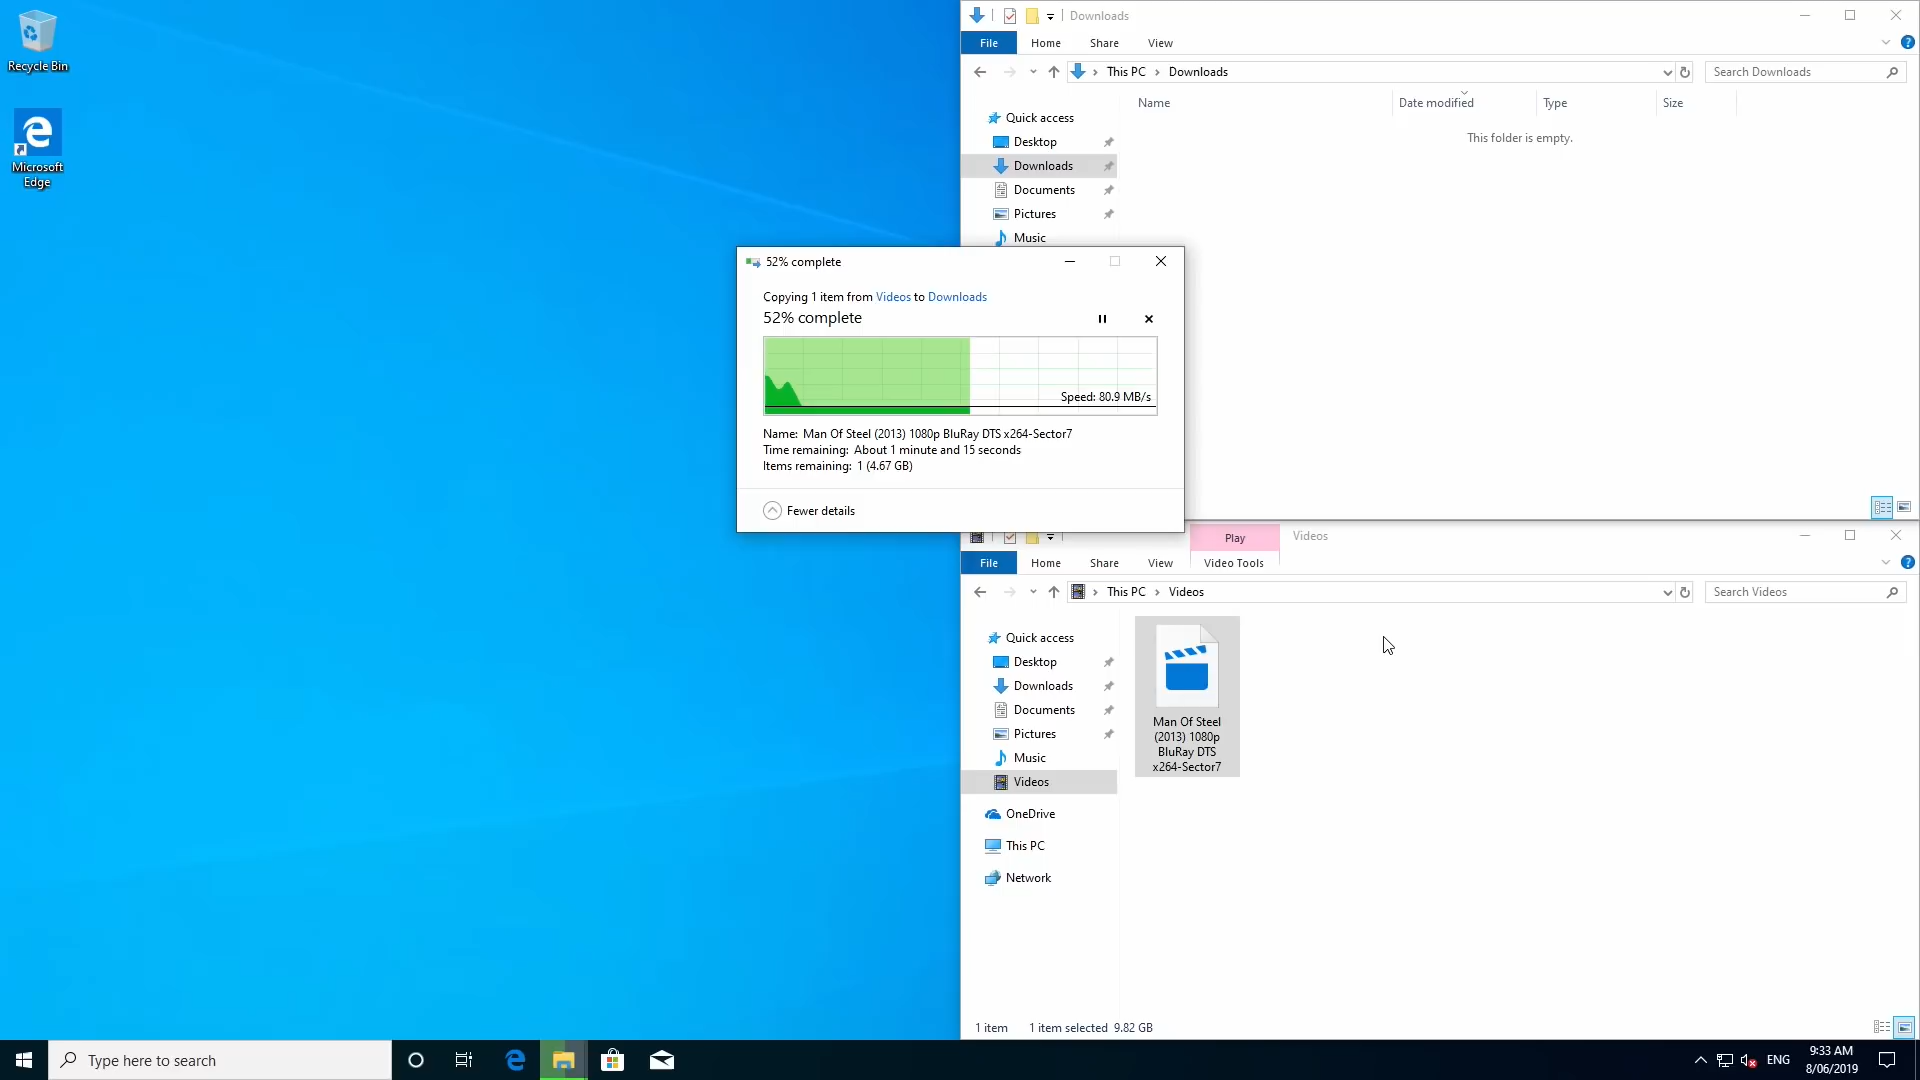 Recycle Bin
Microsoft
Edge
Downloads
File Home Share View
This PC Downloads
Search Downloads
Name Date modified Type Size
This folder is empty.
Quick access
Desktop
Downloads
Documents
Pictures
Music
52% complete
Copying 1 item from Videos to Downloads
52% complete
Speed: 80.9 MB/s
Name: Man Of Steel (2013) 1080p BluRay DTS x264-Sector7
Time remaining: About 1 minute and 15 seconds
Items remaining: 1 (4.67 GB)
Fewer details
Play Videos
File Home Share View Video Tools
This PC Videos
Search Videos
Quick access
Desktop
Downloads
Documents
Pictures
Music
Videos
OneDrive
This PC
Network
Man Of Steel
(2013) 1080p
BluRay DTS
x264-Sector7
1 item 1 item selected 9.82 GB
Type here to search
ENG
9:33 AM
8/06/2019